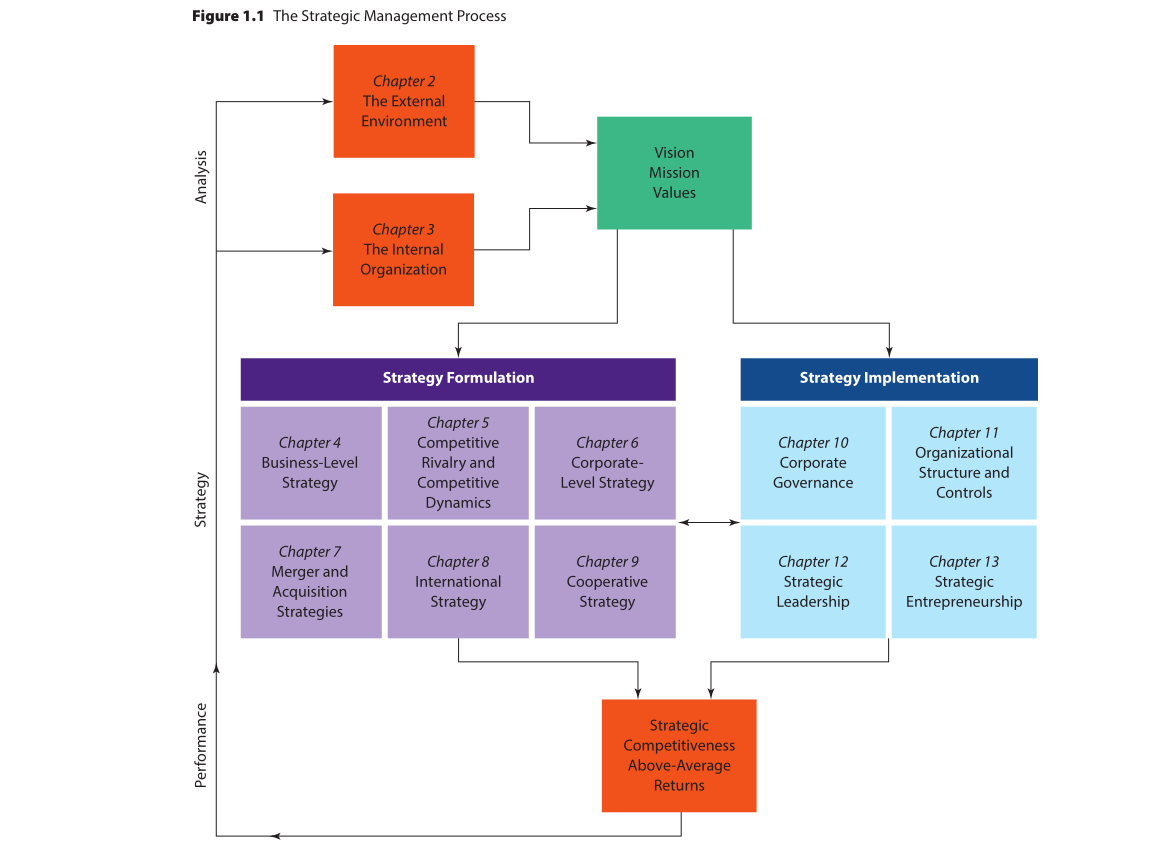 Figure 1.1 The Strategic Management Process
Analysis
Chapter 2
The External
Environment
Chapter 3
The Internal
Organization
Vision
Mission
Values
Strategy
Strategy Formulation
Chapter 4
Business-Level
Strategy
Chapter 5
Competitive
Rivalry and
Competitive
Dynamics
Chapter 6
Corporate-
Level Strategy
Chapter 7
Merger and
Acquisition
Strategies
Chapter 8
International
Strategy
Chapter 9
Cooperative
Strategy
Strategy Implementation
Chapter 10
Corporate
Governance
Chapter 11
Organizational
Structure and
Controls
Chapter 12
Strategic
Leadership
Chapter 13
Strategic
Entrepreneurship
Performance
Strategic
Competitiveness
Above-Average
Returns